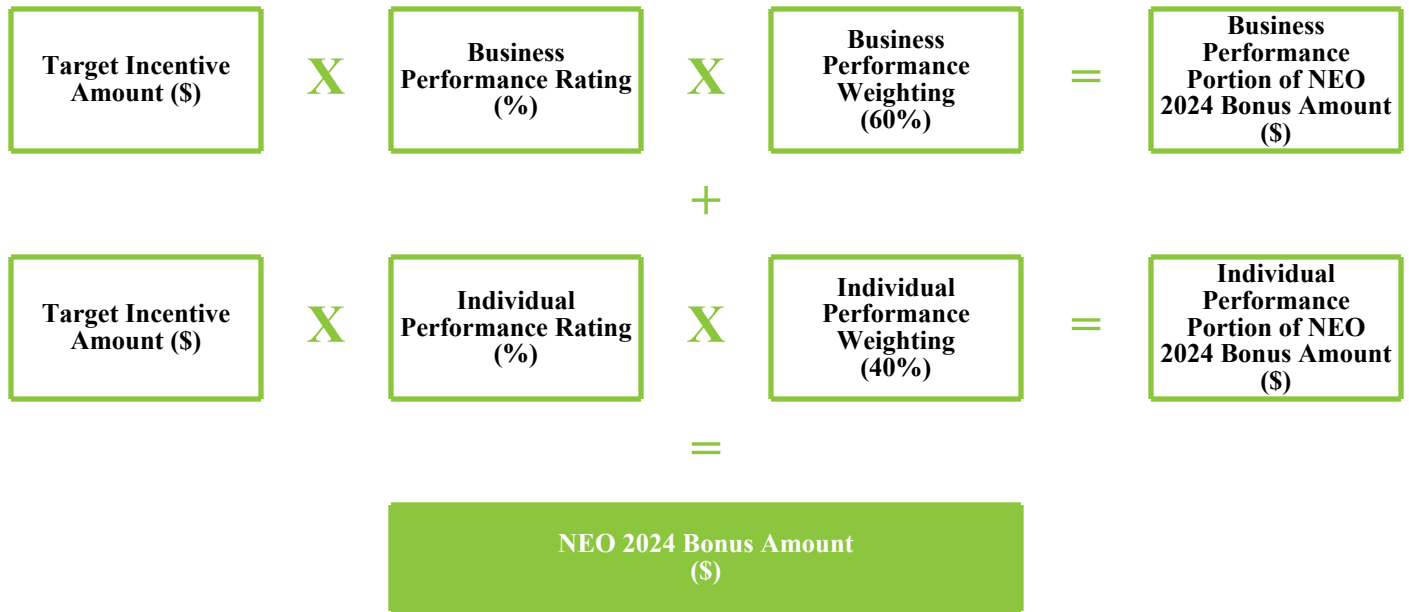 Target Incentive
Amount ($)
X
Business
Performance Rating
(%)
X
Business
Performance
Weighting
(60%)
=
Business
Performance
Portion of NEO
2024 Bonus Amount
($)
+
Target Incentive
Amount ($)
X
Individual
Performance Rating
(%)
X
Individual
Performance
Weighting
(40%)
=
Individual
Performance
Portion of NEO
2024 Bonus Amount
($)
=
NEO 2024 Bonus Amount
($)